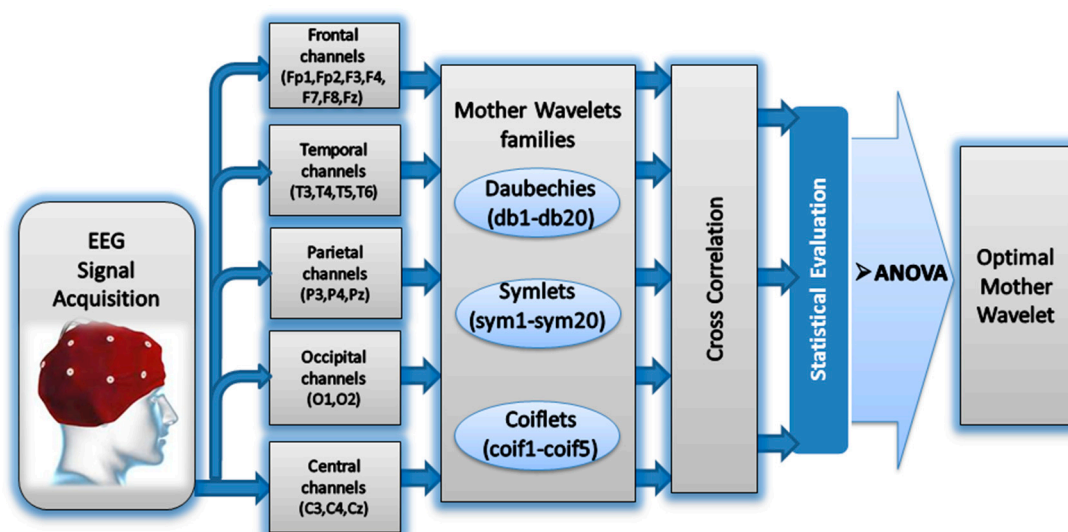 EEG
Signal
Acquisition
Frontal
channels
(Fp1,Fp2,F3,F4,
F7,F8,Fz)
Temporal
channels
(T3,T4,T5,T6)
Parietal
channels
(P3,P4,Pz)
Occipital
channels
(O1,O2)
Central
channels
(C3,C4,Cz)
Mother Wavelets
families
Daubechies
(db1-db20)
Symlets
(sym1-sym20)
Coiflets
(coif1-coif5)
Cross Correlation
Statistical Evaluation
➢ ANOVA
Optimal
Mother
Wavelet